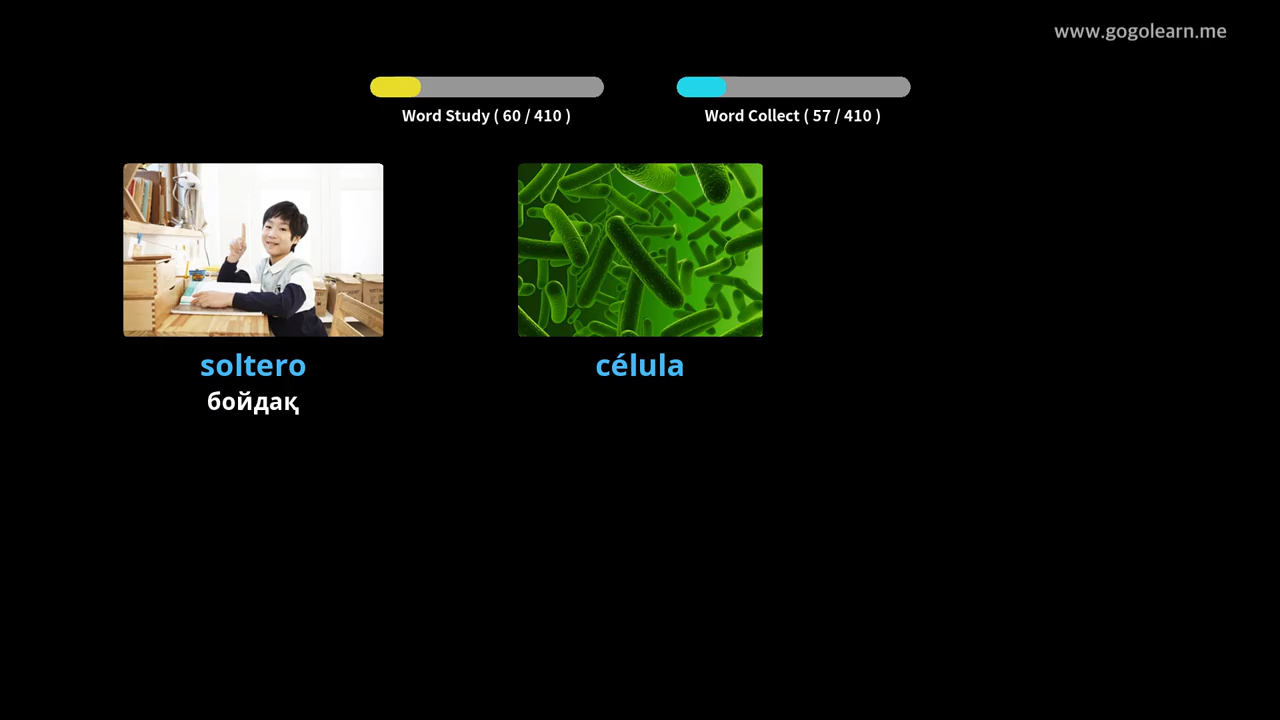 www.gogolearn.me
Word Study ( 60 / 410 )
Word Collect ( 57 / 410 )
soltero
célula
бойдақ